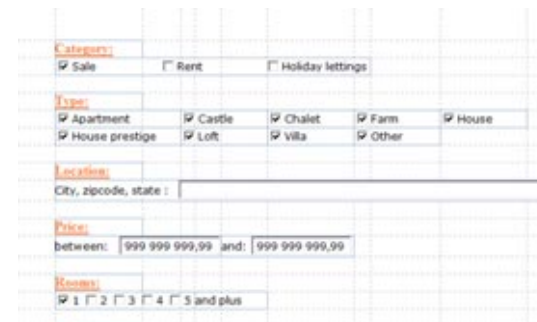 Category:
Sale Rent Holiday lettings
Type:
Apartment Castle Chalet Farm House
House prestige Loft Villa Other
Location:
City, zipcode, state :
Price:
between: 999 999 999,99 and: 999 999 999,99
Rooms:
1 2 3 4 5 and plus